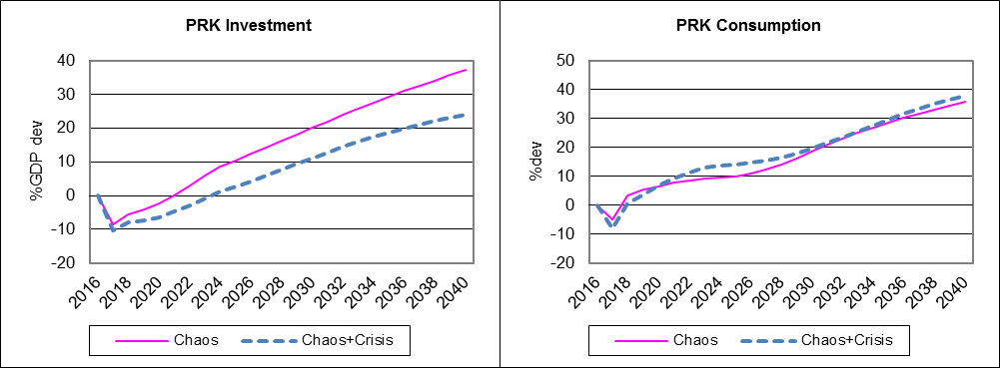 PRK Investment
%GDP dev
40
30
20
10
0
-10
-20
2016 2018 2020 2022 2024 2026 2028 2030 2032 2034 2036 2038 2040
Chaos Chaos+Crisis
PRK Consumption
%dev
50
40
30
20
10
0
-10
-20
2016 2018 2020 2022 2024 2026 2028 2030 2032 2034 2036 2038 2040
Chaos Chaos+Crisis